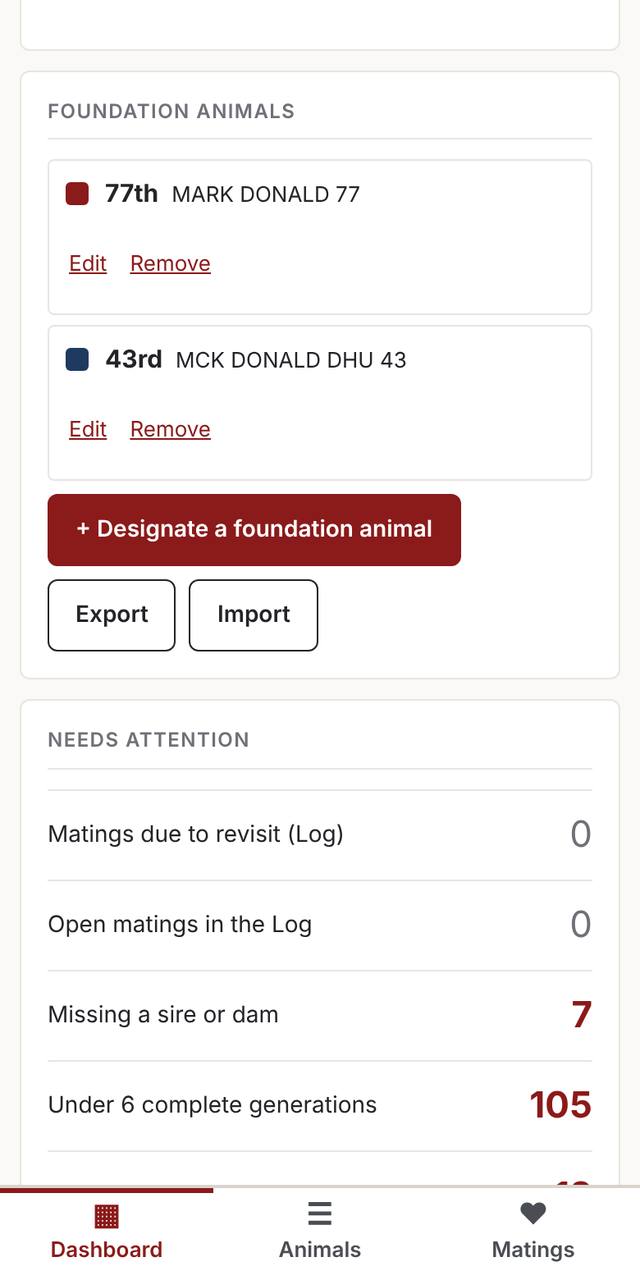 FOUNDATION ANIMALS
77th MARK DONALD 77
Edit Remove
43rd MCK DONALD DHU 43
Edit Remove
+ Designate a foundation animal
Export Import
NEEDS ATTENTION
Matings due to revisit (Log) 0
Open matings in the Log 0
Missing a sire or dam 7
Under 6 complete generations 105
Dashboard Animals Matings